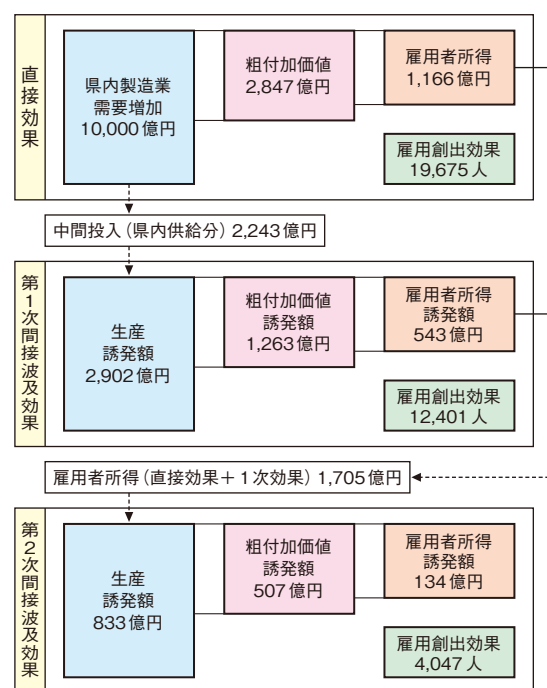 直接効果
県内製造業
需要増加
10,000億円
粗付加価値
2,847億円
雇用者所得
1,166億円
雇用創出効果
19,675人
中間投入(県内供給分)2,243億円
第1次間接波及効果
生産
誘発額
2,902億円
粗付加価値
誘発額
1,263億円
雇用者所得
誘発額
543億円
雇用創出効果
12,401人
雇用者所得(直接効果+1次効果)1,705億円
第2次間接波及効果
生産
誘発額
833億円
粗付加価値
誘発額
507億円
雇用者所得
誘発額
134億円
雇用創出効果
4,047人